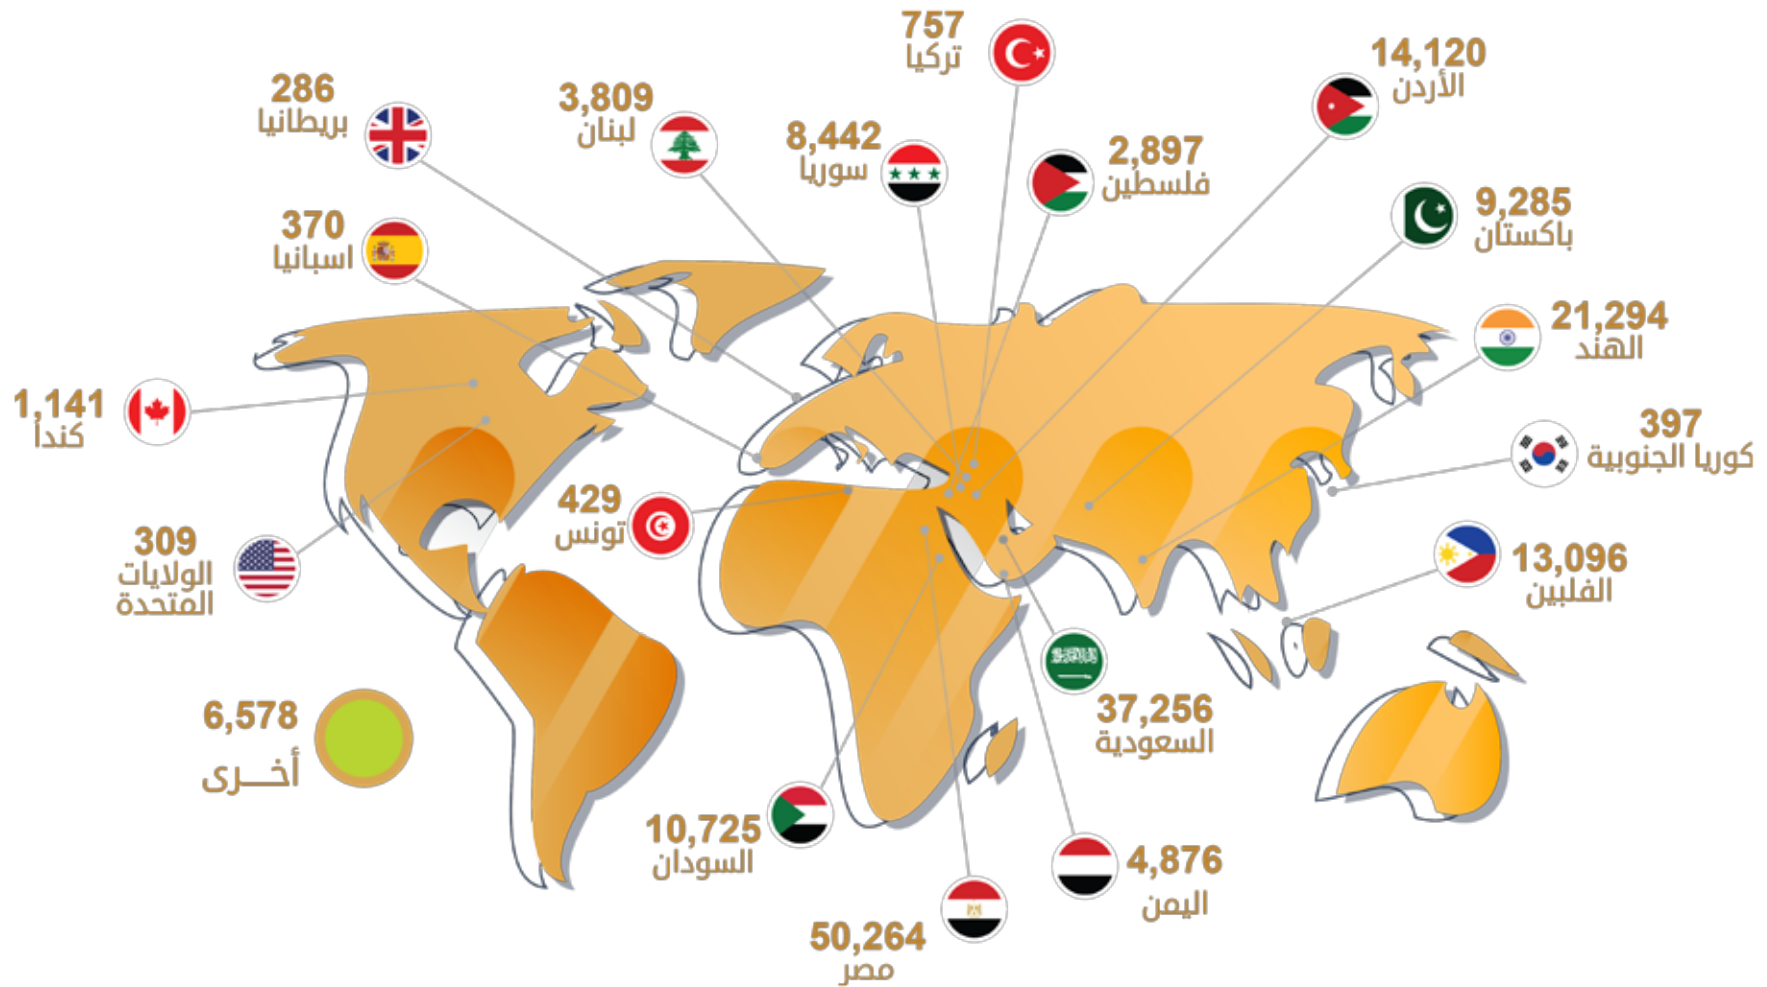 757
تركيا
14,120
الأردن
286
بريطانيا
3,809
لبنان
8,442
سوريا
2,897
فلسطين
9,285
باكستان
370
اسبانيا
21,294
الهند
1,141
كندا
397
كوريا الجنوبية
429
تونس
309
الولايات
المتحدة
13,096
الفلبين
37,256
السعودية
6,578
أخـــرى
10,725
السودان
4,876
اليمن
50,264
مصر